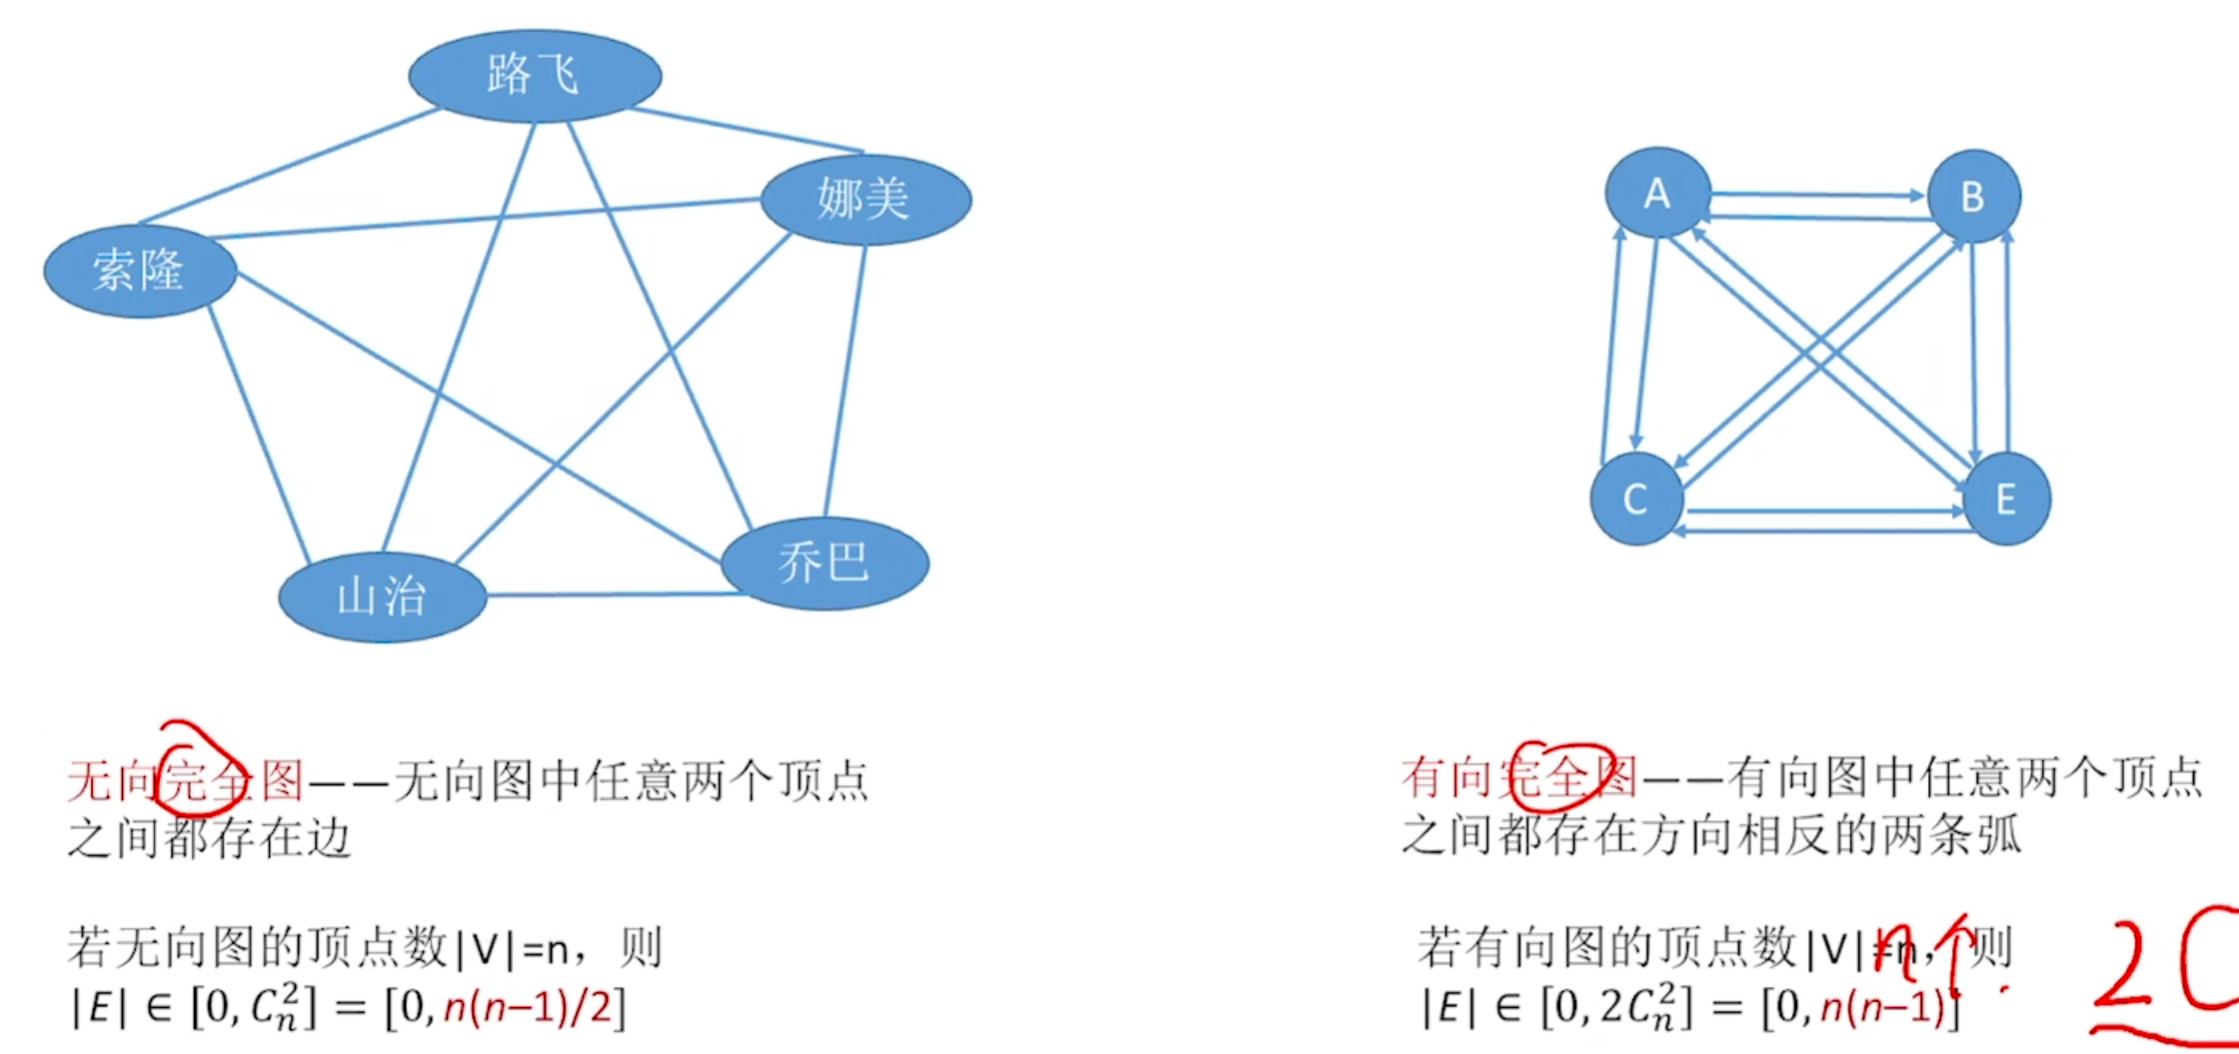 路飞
娜美
索隆
山治
乔巴
A
B
C
E
无向完全图——无向图中任意两个顶点
之间都存在边
若无向图的顶点数|V|=n，则
|E| ∈ [0, C_n^2] = [0, n(n–1)/2]
有向完全图——有向图中任意两个顶点
之间都存在方向相反的两条弧
若有向图的顶点数|V|=n，则
|E| ∈ [0, 2C_n^2] = [0, n(n–1)]
n个
2C